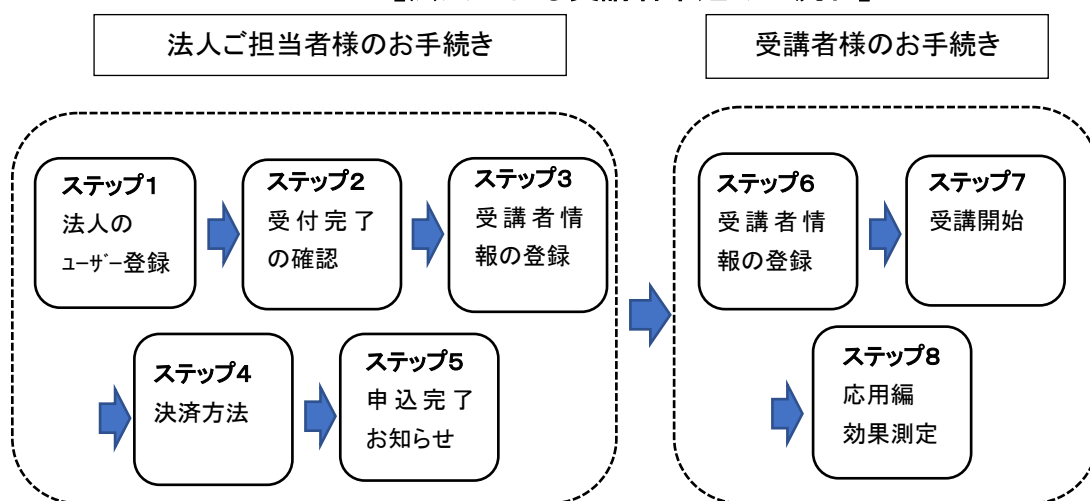 法人ご担当者様のお手続き
受講者様のお手続き
ステップ1
法人の
ユーザー登録
ステップ2
受付完了
の確認
ステップ3
受講者情
報の登録
ステップ4
決済方法
ステップ5
申込完了
お知らせ
ステップ6
受講者情
報の登録
ステップ7
受講開始
ステップ8
応用編
効果測定